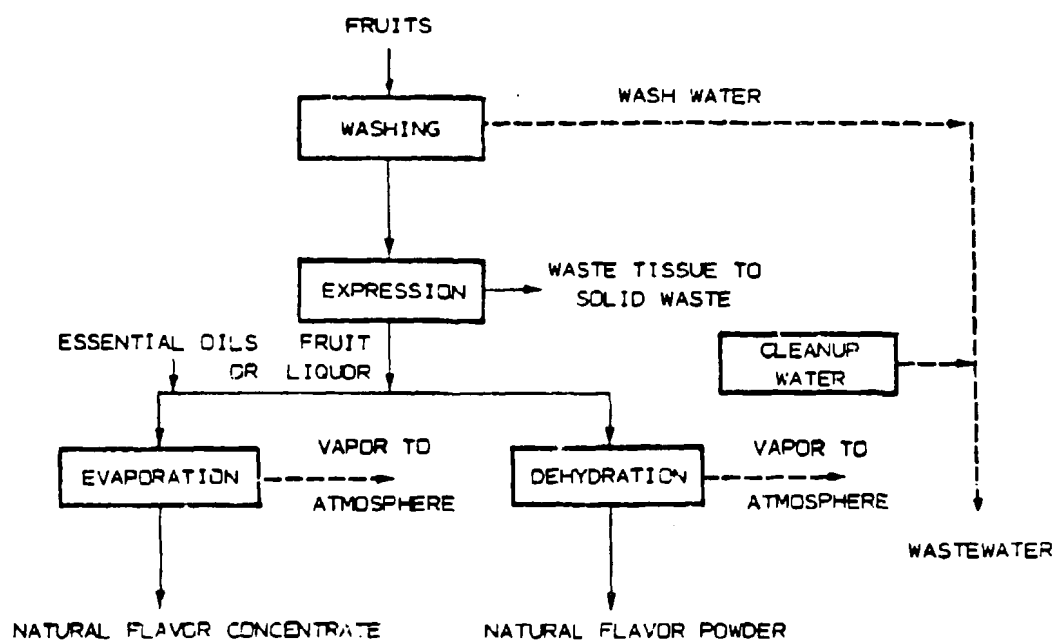 FRUITS
WASH WATER
WASHING
EXPRESSION
WASTE TISSUE TO
SOLID WASTE
ESSENTIAL OILS FRUIT
OR LIQUOR
CLEANUP
WATER
EVAPORATION
VAPOR TO
ATMOSPHERE
DEHYDRATION
VAPOR TO
ATMOSPHERE
WASTEWATER
NATURAL FLAVOR CONCENTRATE
NATURAL FLAVOR POWDER